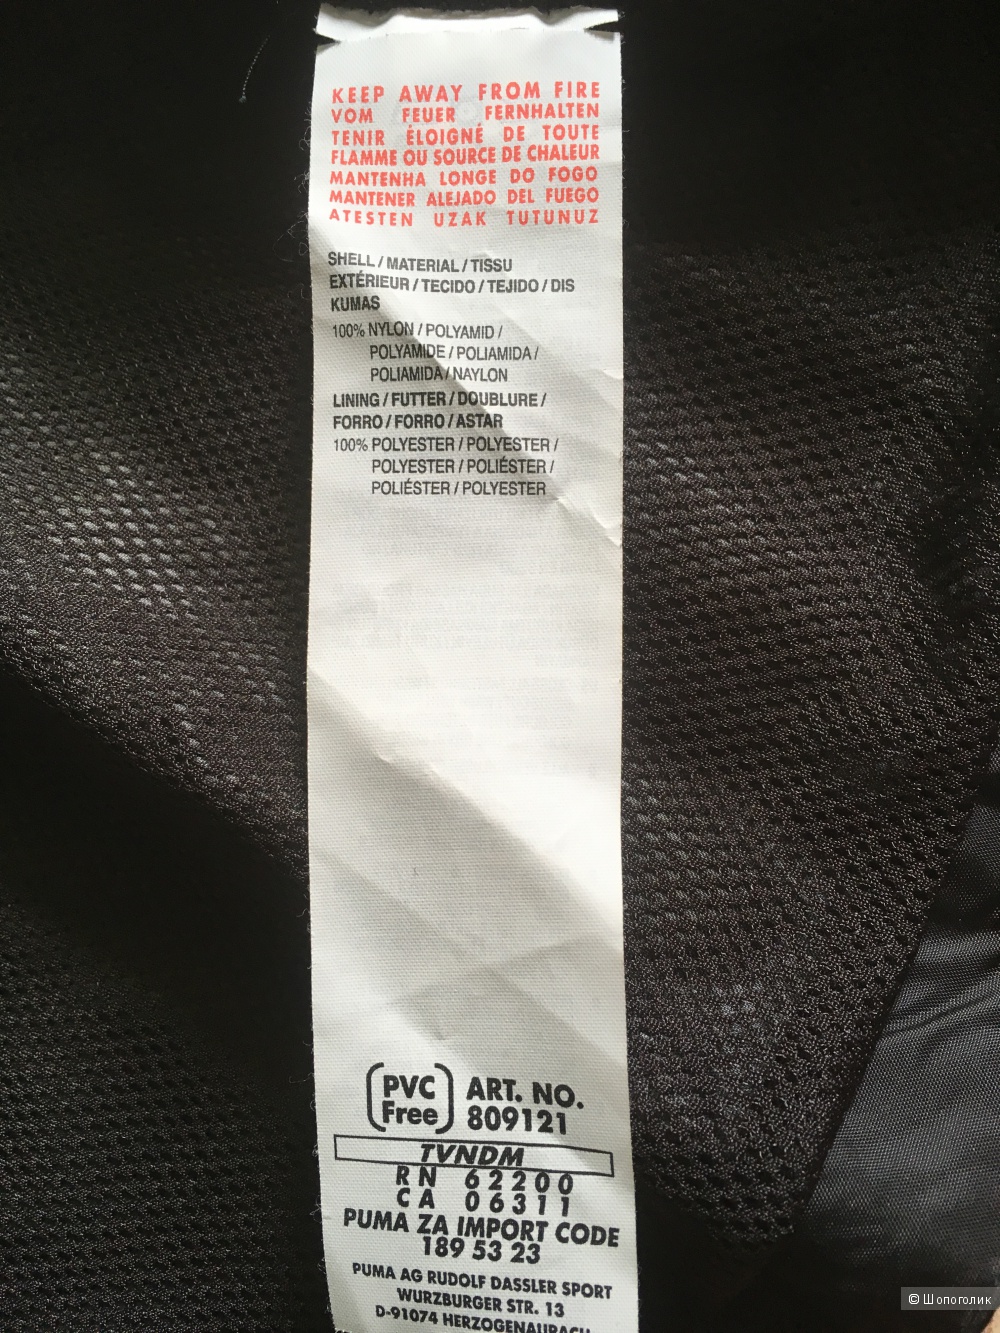 KEEP AWAY FROM FIRE
VOM FEUER FERNHALTEN
TENIR ÉLOIGNÉ DE TOUTE
FLAMME OU SOURCE DE CHALEUR
MANTENHA LONGE DO FOGO
MANTENER ALEJADO DEL FUEGO
ATESTEN UZAK TUTUNUZ
SHELL / MATERIAL / TISSU
EXTÉRIEUR / TECIDO / TEJIDO / DIS
KUMAS
100% NYLON / POLYAMID /
POLYAMIDE / POLIAMIDA /
POLIAMIDA / NAYLON
LINING / FUTTER / DOUBLURE /
FORRO / FORRO / ASTAR
100% POLYESTER / POLYESTER /
POLYESTER / POLIÉSTER /
POLIÉSTER / POLYESTER
PVC Free
ART. NO.
809121
TVNDM
RN 62200
CA 06311
PUMA ZA IMPORT CODE
189 53 23
PUMA AG RUDOLF DASSLER SPORT
WURZBURGER STR. 13
D-91074 HERZOGENAURACH
© Шопоголик